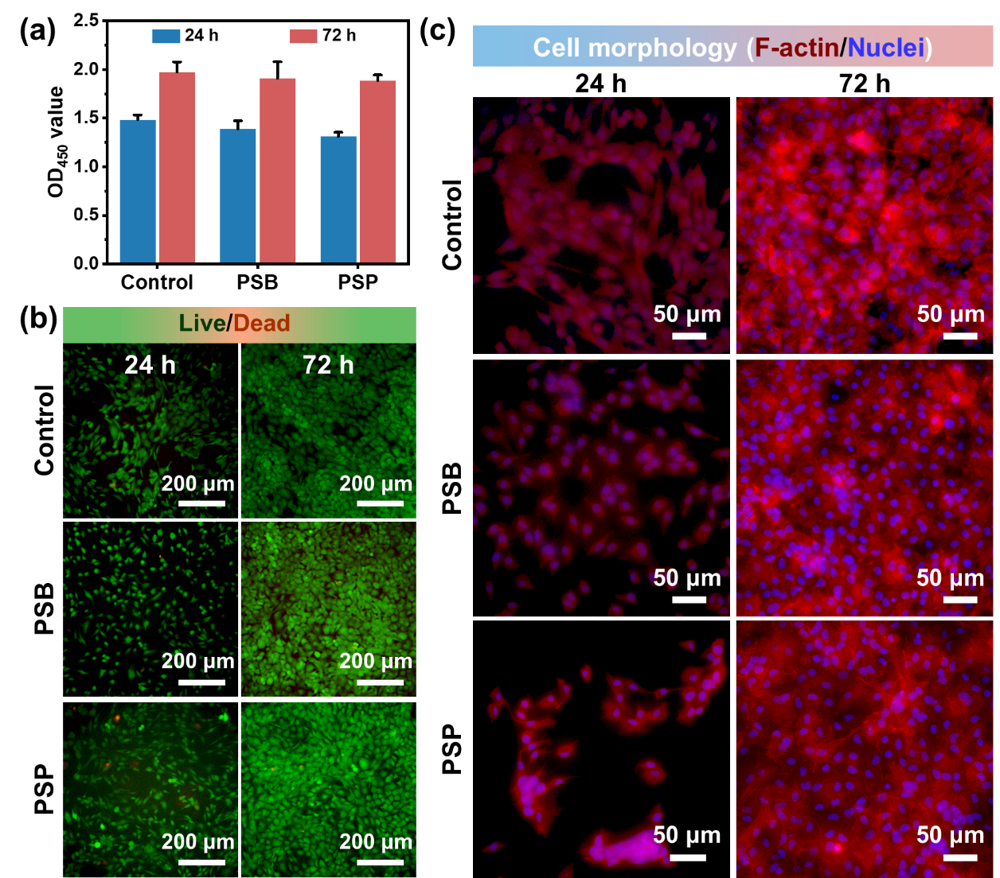 (a)
2.5
2.0
1.5
1.0
0.5
0.0
OD450 value
24 h
72 h
Control
PSB
PSP
(b)
Live/Dead
24 h
72 h
Control
200 µm
200 µm
PSB
200 µm
200 µm
PSP
200 µm
200 µm
(c)
Cell morphology (F-actin/Nuclei)
24 h
72 h
Control
50 µm
50 µm
PSB
50 µm
50 µm
PSP
50 µm
50 µm